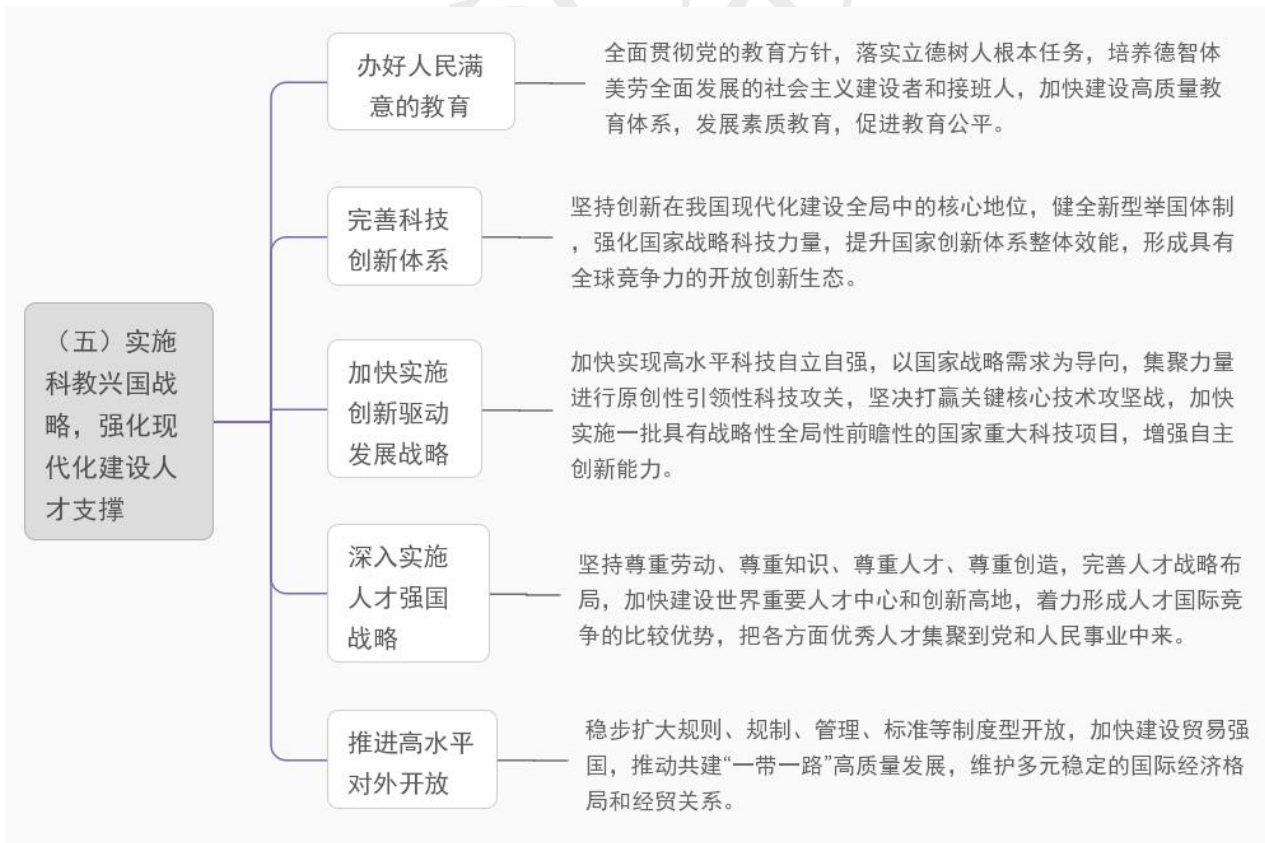 （五）实施
科教兴国战
略，强化现
代化建设人
才支撑
办好人民满
意的教育
全面贯彻党的教育方针，落实立德树人根本任务，培养德智体
美劳全面发展的社会主义建设者和接班人，加快建设高质量教
育体系，发展素质教育，促进教育公平。
完善科技
创新体系
坚持创新在我国现代化建设全局中的核心地位，健全新型举国体制
，强化国家战略科技力量，提升国家创新体系整体效能，形成具有
全球竞争力的开放创新生态。
加快实施
创新驱动
发展战略
加快实现高水平科技自立自强，以国家战略需求为导向，集聚力量
进行原创性引领性科技攻关，坚决打赢关键核心技术攻坚战，加快
实施一批具有战略性全局性前瞻性的国家重大科技项目，增强自主
创新能力。
深入实施
人才强国
战略
坚持尊重劳动、尊重知识、尊重人才、尊重创造，完善人才战略布
局，加快建设世界重要人才中心和创新高地，着力形成人才国际竞
争的比较优势，把各方面优秀人才集聚到党和人民事业中来。
推进高水平
对外开放
稳步扩大规则、规制、管理、标准等制度型开放，加快建设贸易强
国，推动共建“一带一路”高质量发展，维护多元稳定的国际经济格
局和经贸关系。